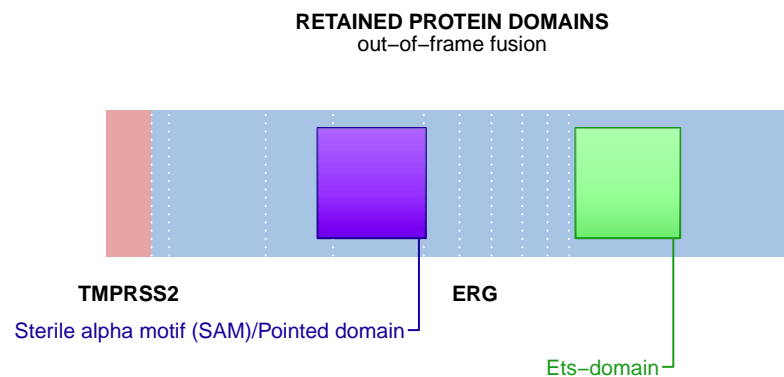 RETAINED PROTEIN DOMAINS
out−of−frame fusion
TMPRSS2
ERG
Sterile alpha motif (SAM)/Pointed domain
Ets−domain